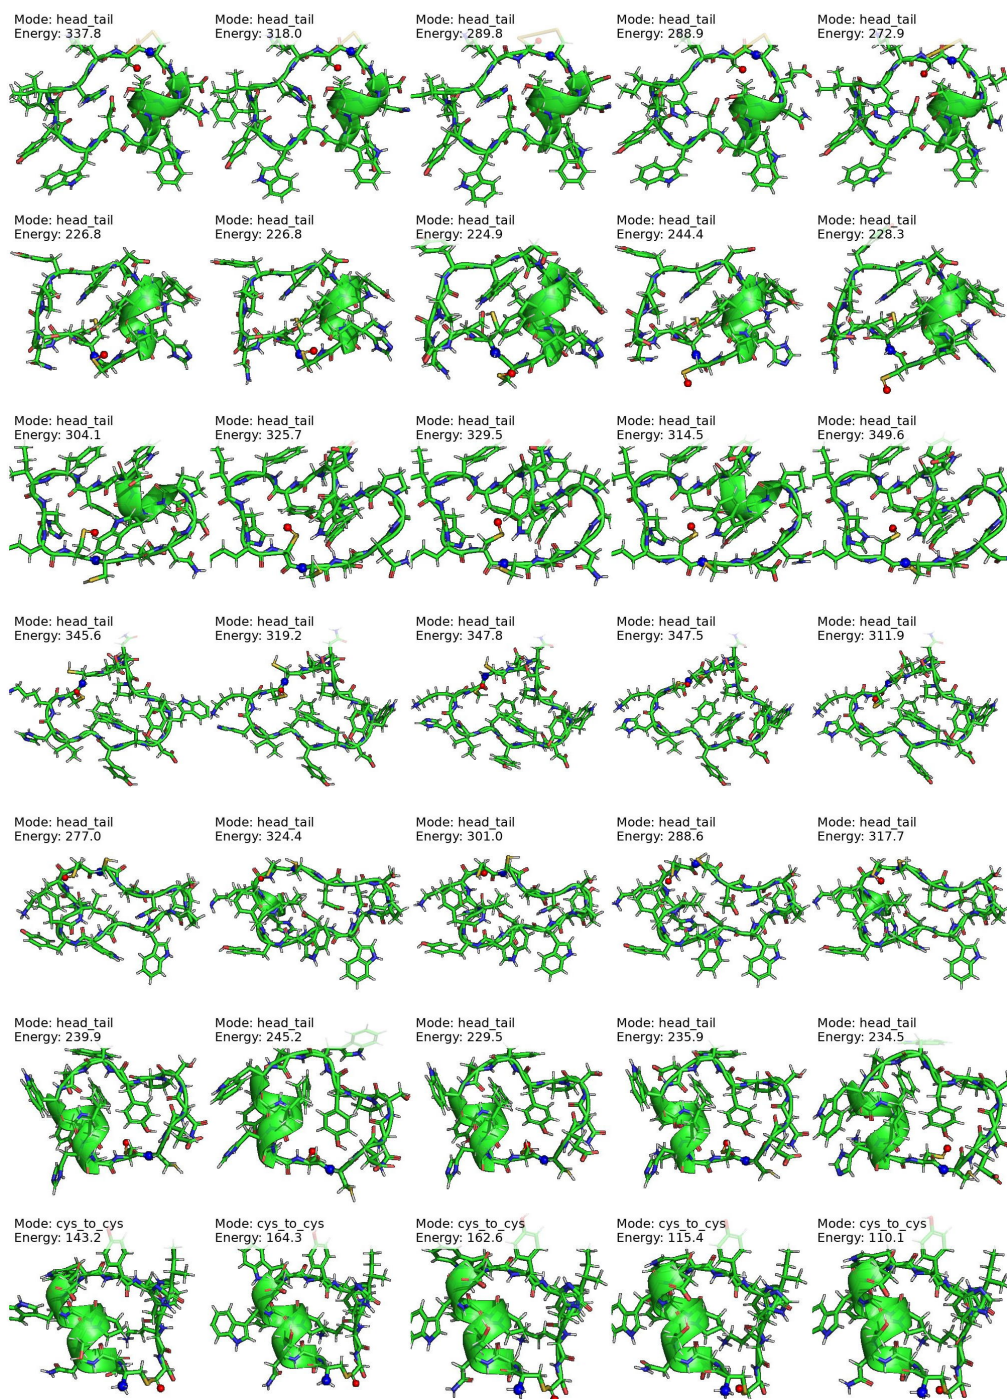 Mode: head_tail
Energy: 337.8
Mode: head_tail
Energy: 318.0
Mode: head_tail
Energy: 289.8
Mode: head_tail
Energy: 288.9
Mode: head_tail
Energy: 272.9
Mode: head_tail
Energy: 226.8
Mode: head_tail
Energy: 226.8
Mode: head_tail
Energy: 224.9
Mode: head_tail
Energy: 244.4
Mode: head_tail
Energy: 228.3
Mode: head_tail
Energy: 304.1
Mode: head_tail
Energy: 325.7
Mode: head_tail
Energy: 329.5
Mode: head_tail
Energy: 314.5
Mode: head_tail
Energy: 349.6
Mode: head_tail
Energy: 345.6
Mode: head_tail
Energy: 319.2
Mode: head_tail
Energy: 347.8
Mode: head_tail
Energy: 347.5
Mode: head_tail
Energy: 311.9
Mode: head_tail
Energy: 277.0
Mode: head_tail
Energy: 324.4
Mode: head_tail
Energy: 301.0
Mode: head_tail
Energy: 288.6
Mode: head_tail
Energy: 317.7
Mode: head_tail
Energy: 239.9
Mode: head_tail
Energy: 245.2
Mode: head_tail
Energy: 229.5
Mode: head_tail
Energy: 235.9
Mode: head_tail
Energy: 234.5
Mode: cys_to_cys
Energy: 143.2
Mode: cys_to_cys
Energy: 164.3
Mode: cys_to_cys
Energy: 162.6
Mode: cys_to_cys
Energy: 115.4
Mode: cys_to_cys
Energy: 110.1